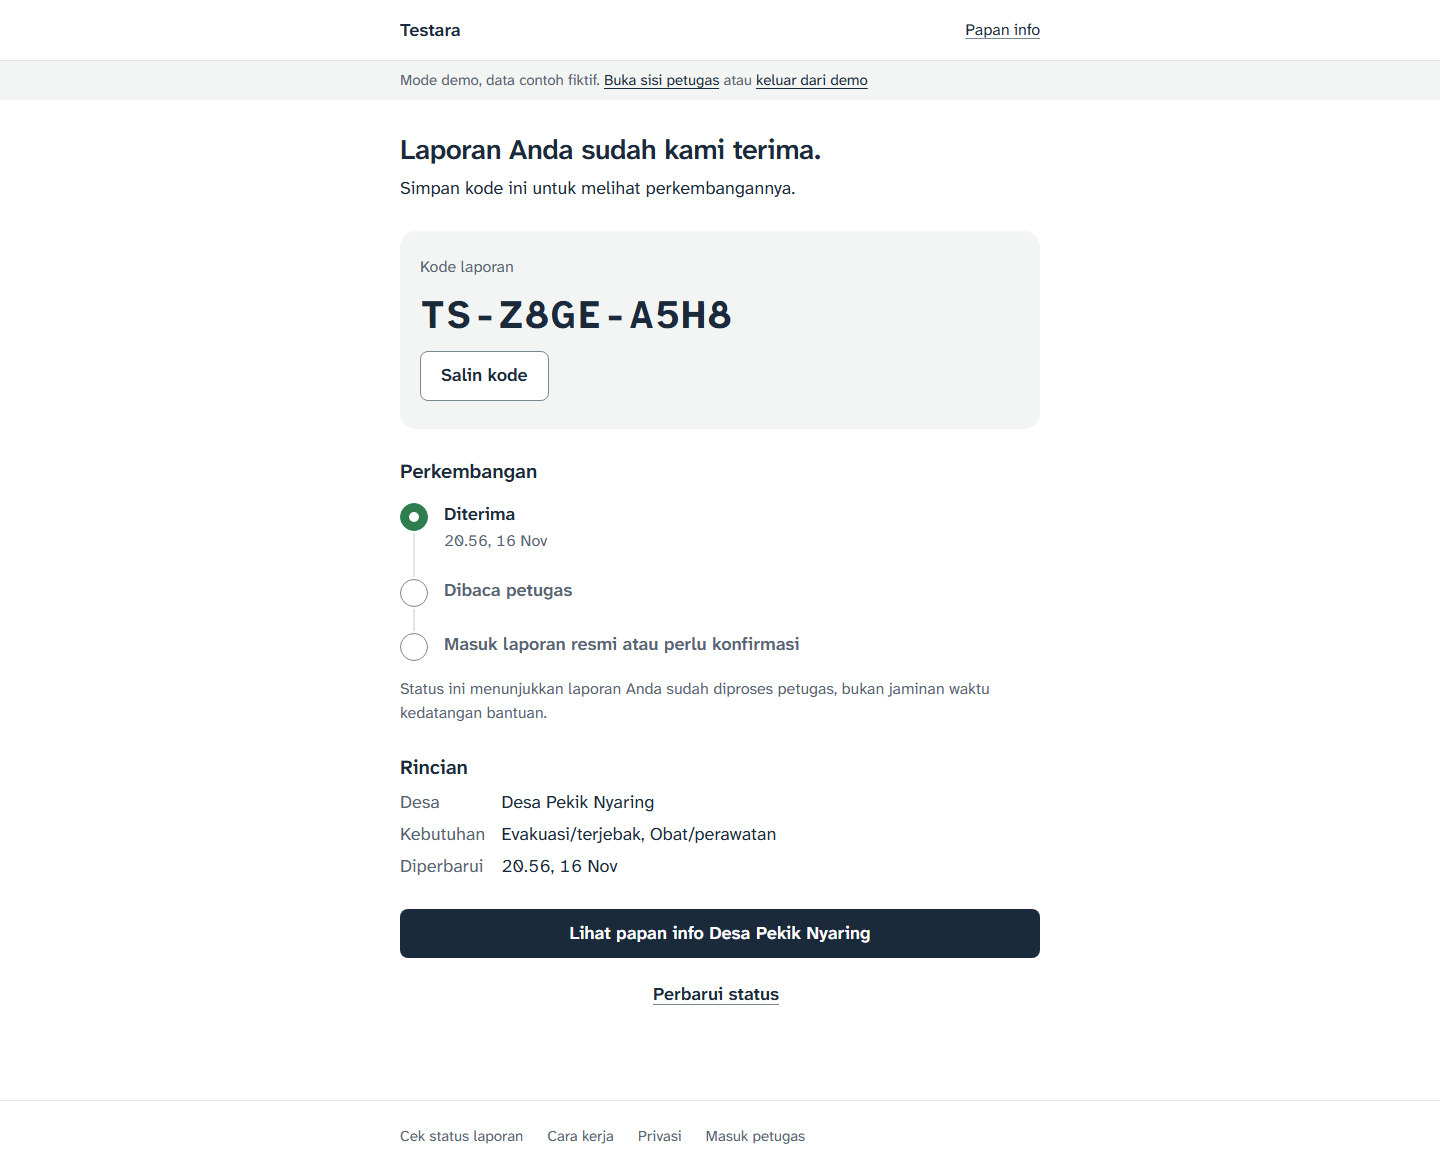 Testara
Papan info
Mode demo, data contoh fiktif. Buka sisi petugas atau keluar dari demo
Laporan Anda sudah kami terima.
Simpan kode ini untuk melihat perkembangannya.
Kode laporan
TS-Z8GE-A5H8
Salin kode
Perkembangan
Diterima
20.56, 16 Nov
Dibaca petugas
Masuk laporan resmi atau perlu konfirmasi
Status ini menunjukkan laporan Anda sudah diproses petugas, bukan jaminan waktu
kedatangan bantuan.
Rincian
Desa Desa Pekik Nyaring
Kebutuhan Evakuasi/terjebak, Obat/perawatan
Diperbarui 20.56, 16 Nov
Lihat papan info Desa Pekik Nyaring
Perbarui status
Cek status laporan Cara kerja Privasi Masuk petugas